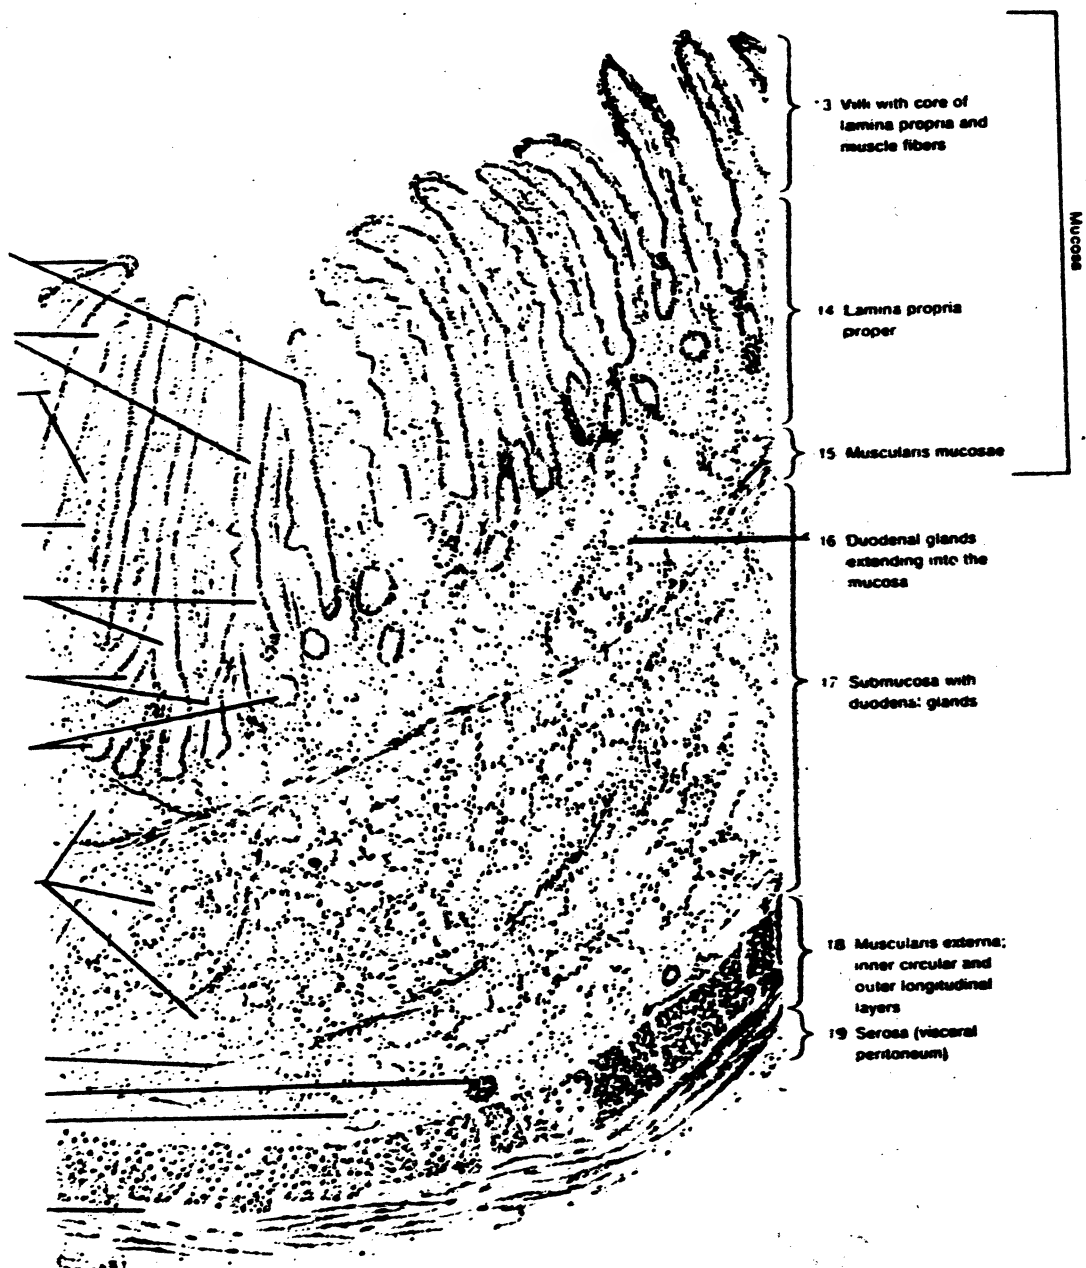 13 Villi with core of
lamina propria and
muscle fibers
Mucosa
14 Lamina propria
proper
15 Muscularis mucosae
16 Duodenal glands
extending into the
mucosa
17 Submucosa with
duodenal glands
18 Muscularis externa;
inner circular and
outer longitudinal
layers
19 Serosa (visceral
peritoneum)